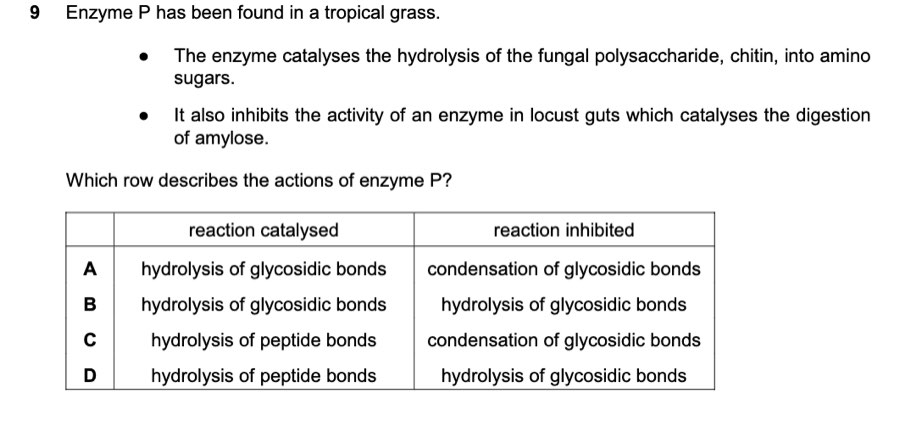 9 Enzyme P has been found in a tropical grass.
• The enzyme catalyses the hydrolysis of the fungal polysaccharide, chitin, into amino
sugars.
• It also inhibits the activity of an enzyme in locust guts which catalyses the digestion
of amylose.
Which row describes the actions of enzyme P?
reaction catalysed reaction inhibited
A hydrolysis of glycosidic bonds condensation of glycosidic bonds
B hydrolysis of glycosidic bonds hydrolysis of glycosidic bonds
C hydrolysis of peptide bonds condensation of glycosidic bonds
D hydrolysis of peptide bonds hydrolysis of glycosidic bonds